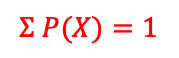 Σ P(X) = 1